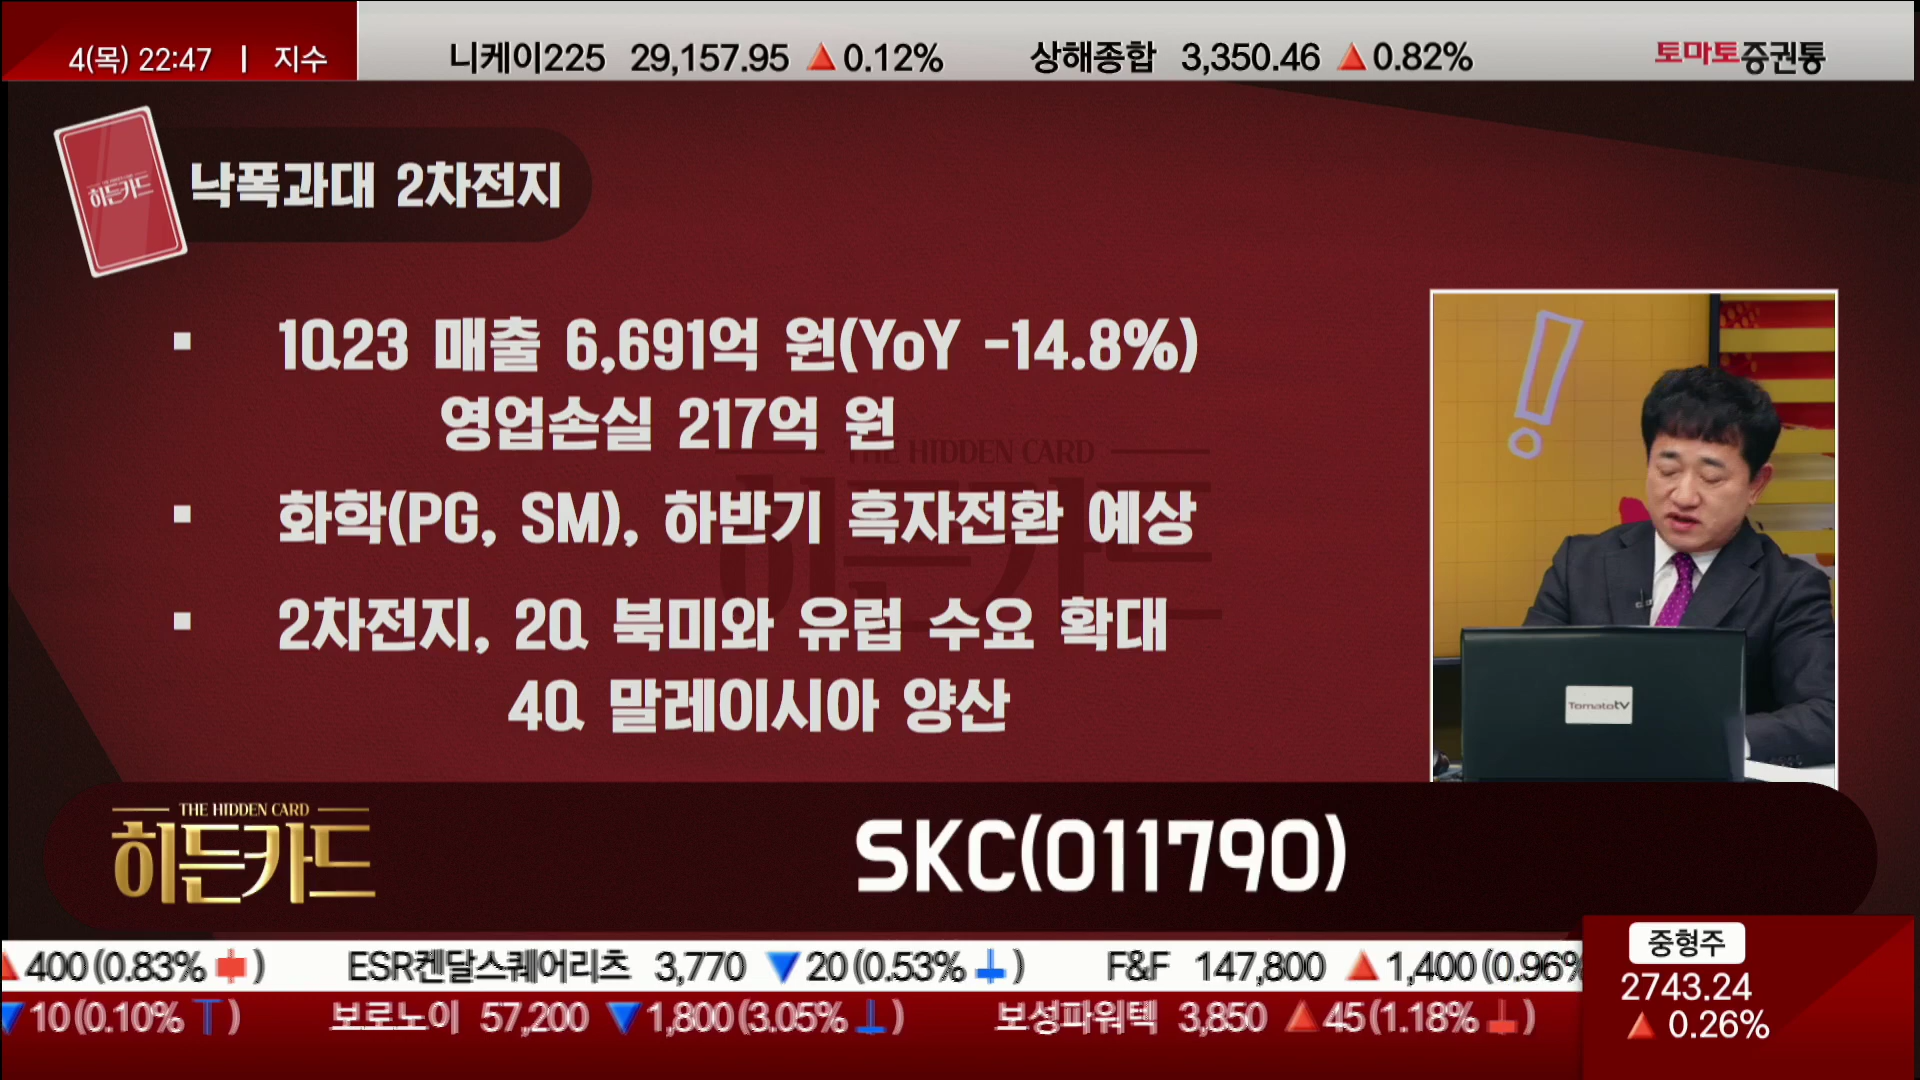 4(목) 22:47 | 지수 니케이225 29,157.95 ▲0.12% 상해종합 3,350.46 ▲0.82% 토마토증권통
히든카드
낙폭과대 2차전지
▪ 1Q23 매출 6,691억 원(YoY -14.8%)
영업손실 217억 원
▪ 화학(PG, SM), 하반기 흑자전환 예상
▪ 2차전지, 2Q 북미와 유럽 수요 확대
4Q 말레이시아 양산
THE HIDDEN CARD
히든카드
TomatoTV
THE HIDDEN CARD
히든카드
SKC(011790)
▲400(0.83% ) ESR켄달스퀘어리츠 3,770 ▼20(0.53% ) F&F 147,800 ▲1,400(0.96%
▼10(0.10% ) 보로노이 57,200 ▼1,800(3.05% ) 보성파워텍 3,850 ▲45(1.18% )
중형주
2743.24
▲ 0.26%